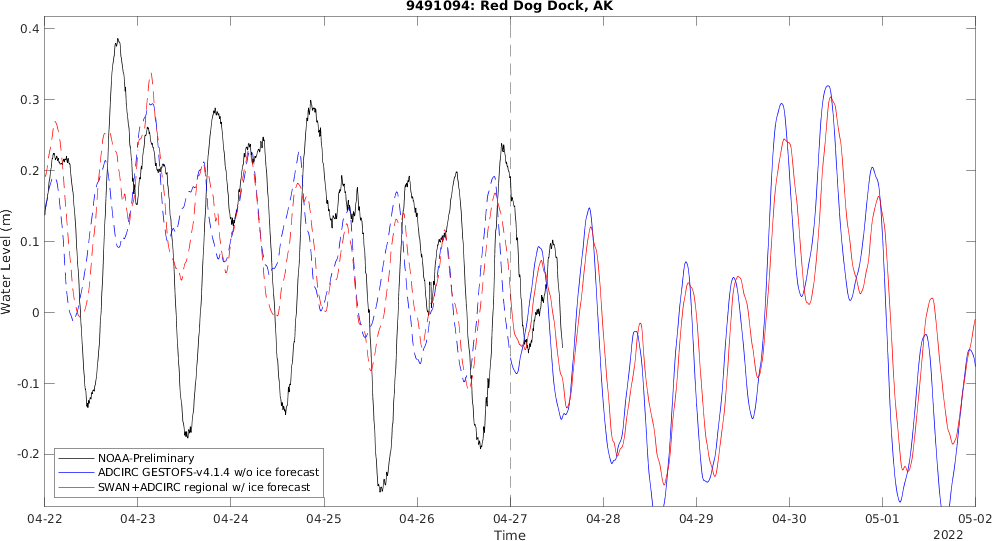 9491094: Red Dog Dock, AK
Water Level (m)
0.4
0.3
0.2
0.1
0
-0.1
-0.2
NOAA-Preliminary
ADCIRC GESTOFS-v4.1.4 w/o ice forecast
SWAN+ADCIRC regional w/ ice forecast
04-22 04-23 04-24 04-25 04-26 04-27 04-28 04-29 04-30 05-01 05-02
Time
2022